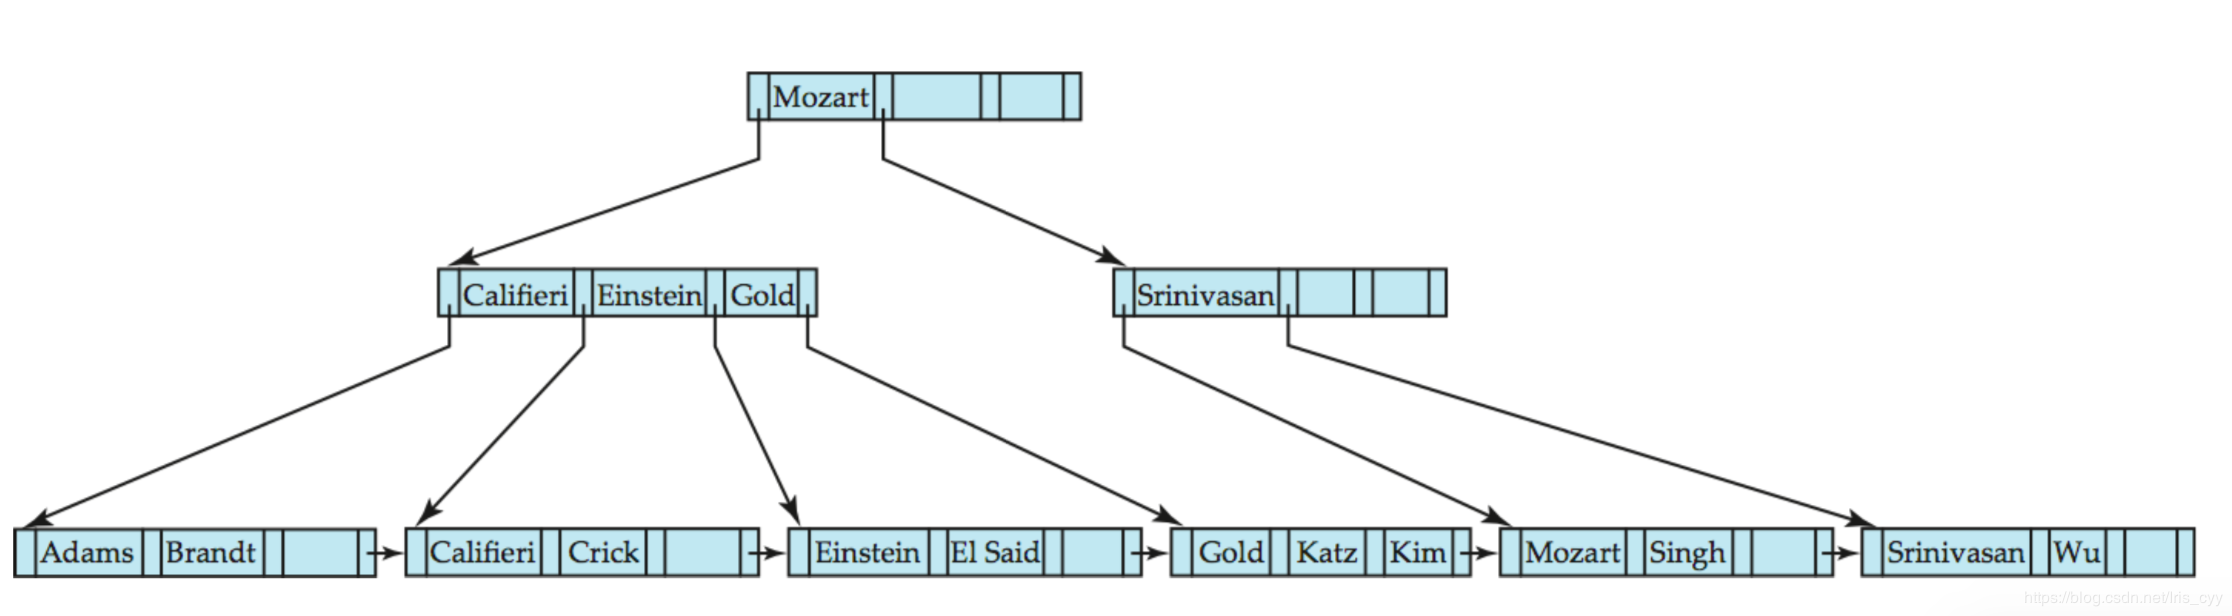 Mozart
Califieri Einstein Gold
Srinivasan
Adams Brandt
Califieri Crick
Einstein El Said
Gold Katz Kim
Mozart Singh
Srinivasan Wu
https://blog.csdn.net/Iris_cyy